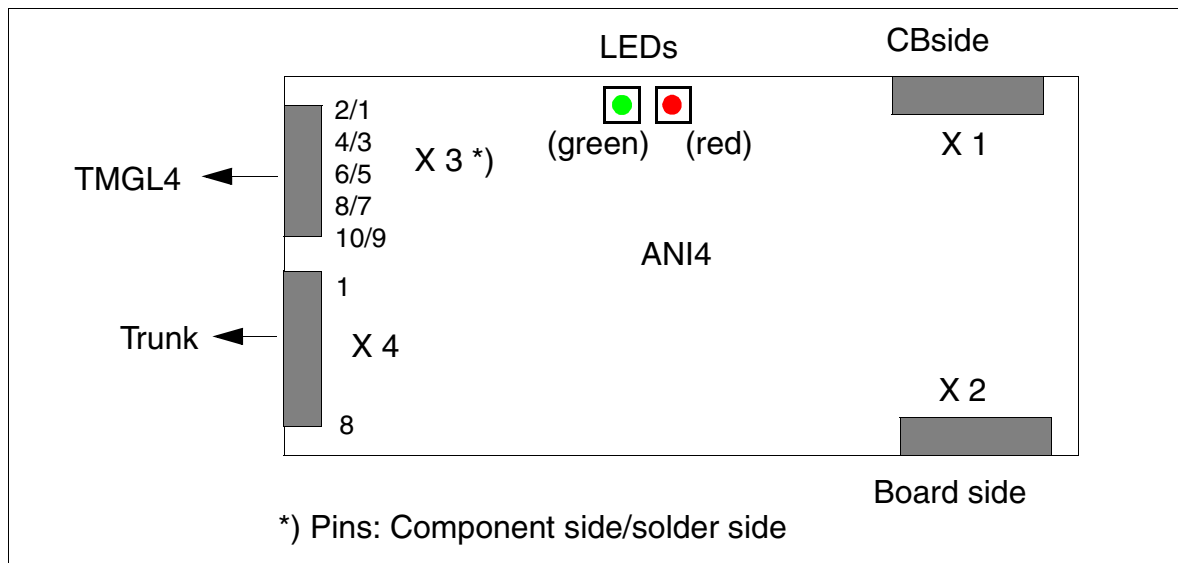 LEDs
CBside
2/1
4/3
6/5
8/7
10/9
X 3 *)
(green)
(red)
X 1
TMGL4
ANI4
1
Trunk
X 4
8
X 2
Board side
*) Pins: Component side/solder side